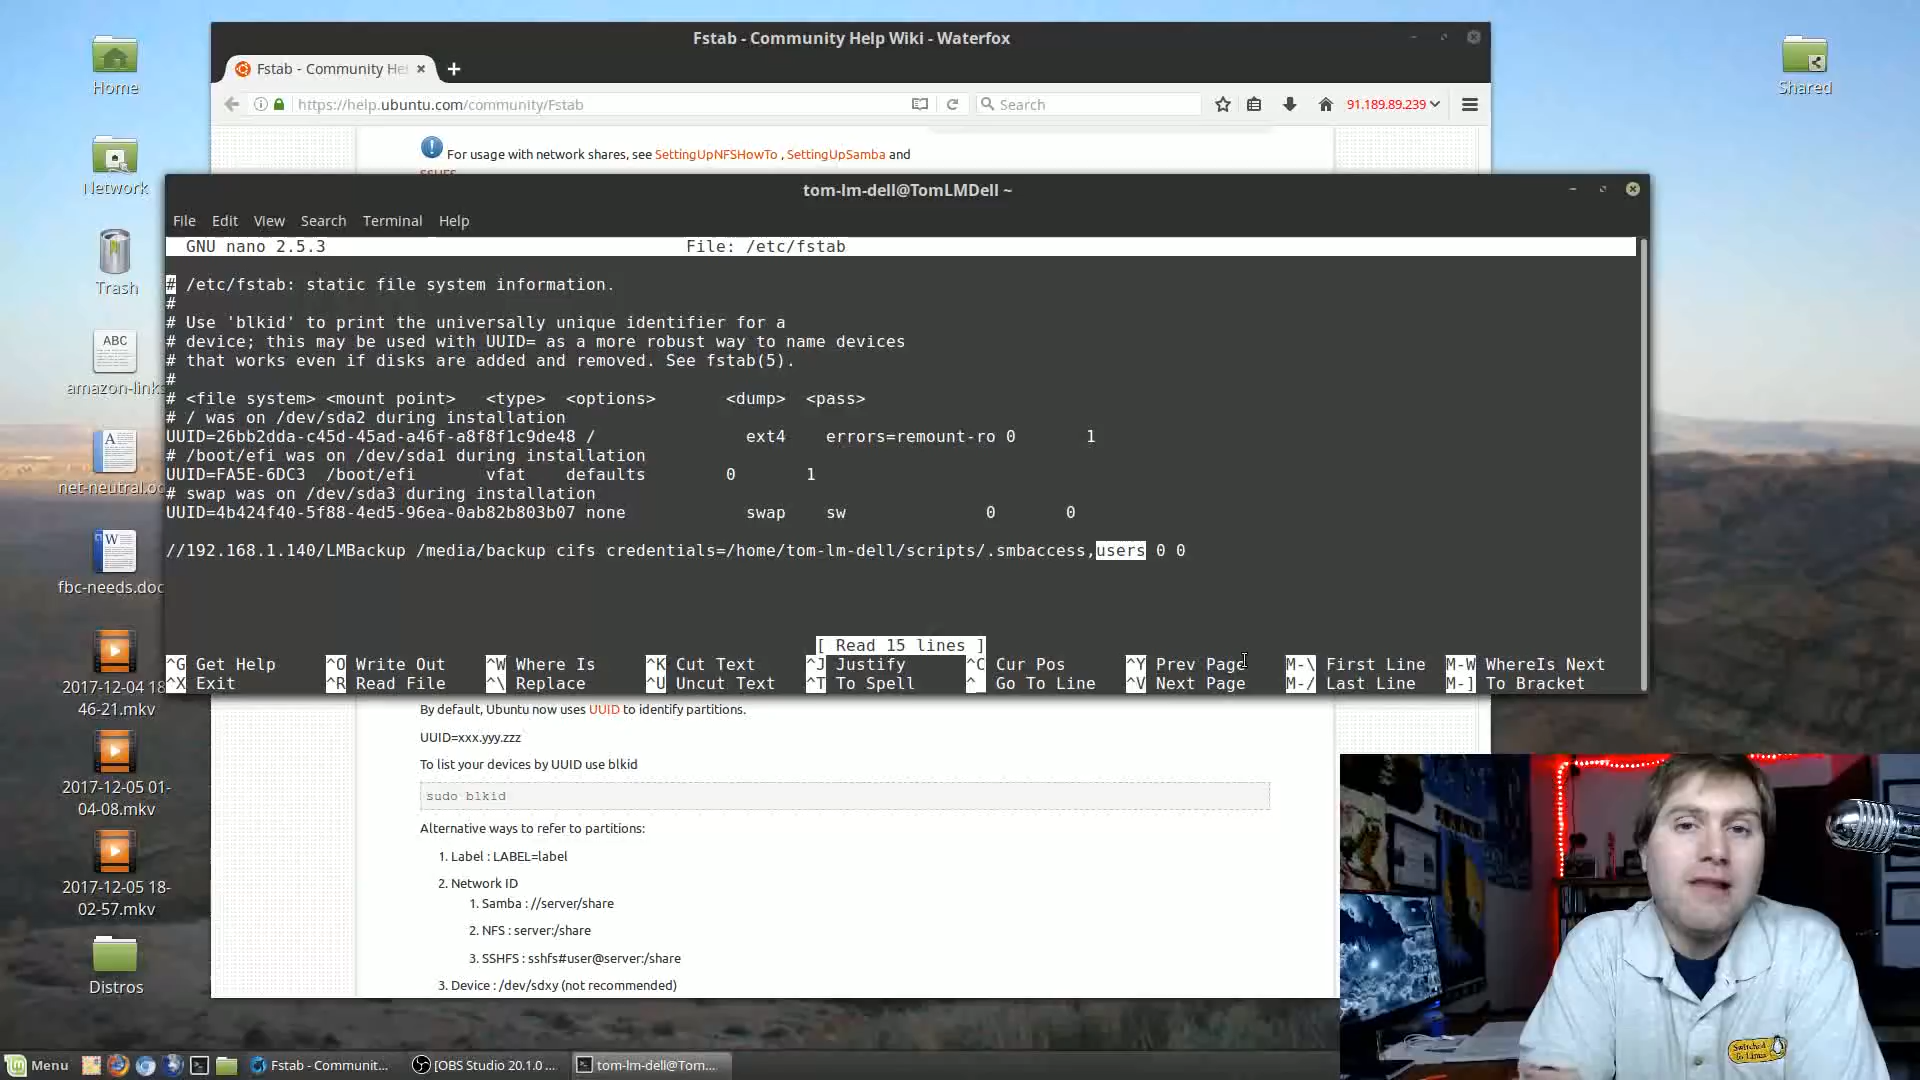 Fstab - Community Help Wiki - Waterfox
Fstab - Community He
https://help.ubuntu.com/community/Fstab
Search
91.189.89.239
For usage with network shares, see SettingUpNFSHowTo , SettingUpSamba and
SSHFS
Home
Network
Trash
ABC
amazon-links
net-neutral.od
fbc-needs.doc
2017-12-04 18-
46-21.mkv
2017-12-05 01-
04-08.mkv
2017-12-05 18-
02-57.mkv
Distros
Shared
tom-lm-dell@TomLMDell ~
File Edit View Search Terminal Help
GNU nano 2.5.3 File: /etc/fstab
# /etc/fstab: static file system information.
#
# Use 'blkid' to print the universally unique identifier for a
# device; this may be used with UUID= as a more robust way to name devices
# that works even if disks are added and removed. See fstab(5).
#
# <file system> <mount point> <type> <options> <dump> <pass>
# / was on /dev/sda2 during installation
UUID=26bb2dda-c45d-45ad-a46f-a8f8f1c9de48 / ext4 errors=remount-ro 0 1
# /boot/efi was on /dev/sda1 during installation
UUID=FA5E-6DC3 /boot/efi vfat defaults 0 1
# swap was on /dev/sda3 during installation
UUID=4b424f40-5f88-4ed5-96ea-0ab82b803b07 none swap sw 0 0
//192.168.1.140/LMBackup /media/backup cifs credentials=/home/tom-lm-dell/scripts/.smbaccess,users 0 0
[ Read 15 lines ]
^G Get Help ^O Write Out ^W Where Is ^K Cut Text ^J Justify ^C Cur Pos ^Y Prev Page M-\ First Line M-W WhereIs Next
^X Exit ^R Read File ^\ Replace ^U Uncut Text ^T To Spell ^_ Go To Line ^V Next Page M-/ Last Line M-] To Bracket
By default, Ubuntu now uses UUID to identify partitions.
UUID=xxx.yyy.zzz
To list your devices by UUID use blkid
sudo blkid
Alternative ways to refer to partitions:
1. Label : LABEL=label
2. Network ID
1. Samba : //server/share
2. NFS : server:/share
3. SSHFS : sshfs#user@server:/share
3. Device : /dev/sdxy (not recommended)
Switched
To Linux
Menu
Fstab - Communit...
[OBS Studio 20.1.0 ...
tom-lm-dell@Tom...